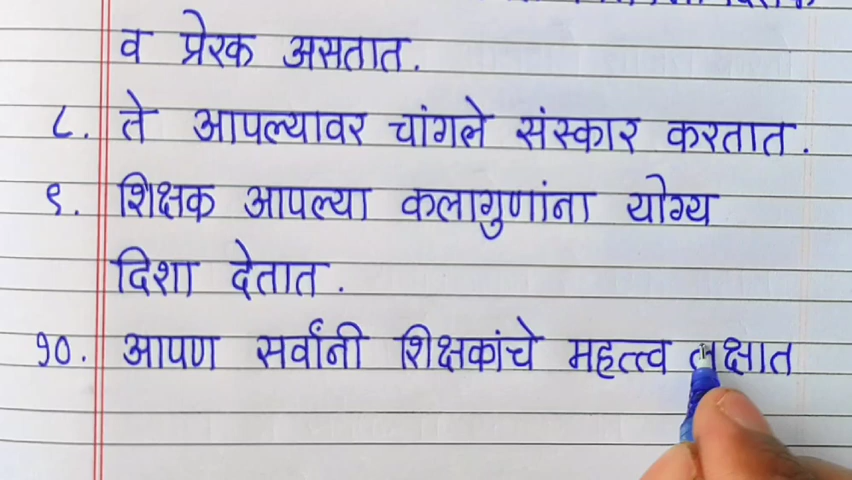 व प्रेरक असतात.
८. ते आपल्यावर चांगले संस्कार करतात.
९. शिक्षक आपल्या कलागुणांना योग्य
दिशा देतात.
१०. आपण सर्वांनी शिक्षकांचे महत्त्व लक्षात